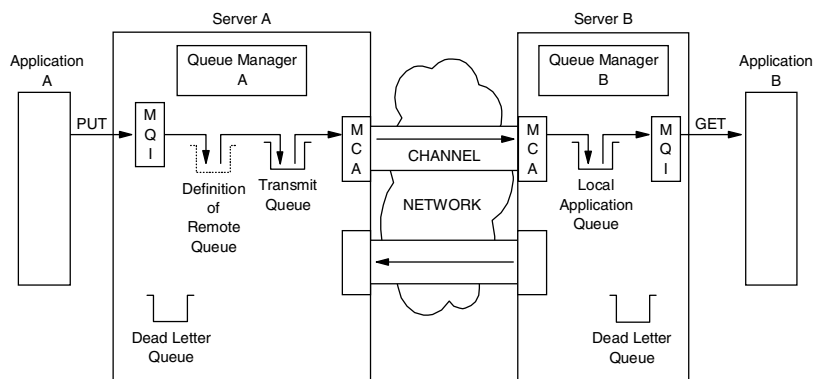 Server A
Server B
Application
A
Queue Manager
A
Queue Manager
B
Application
B
PUT
M
Q
I
M
C
A
CHANNEL
M
C
A
M
Q
I
GET
Definition
of
Remote
Queue
Transmit
Queue
NETWORK
Local
Application
Queue
Dead Letter
Queue
Dead Letter
Queue